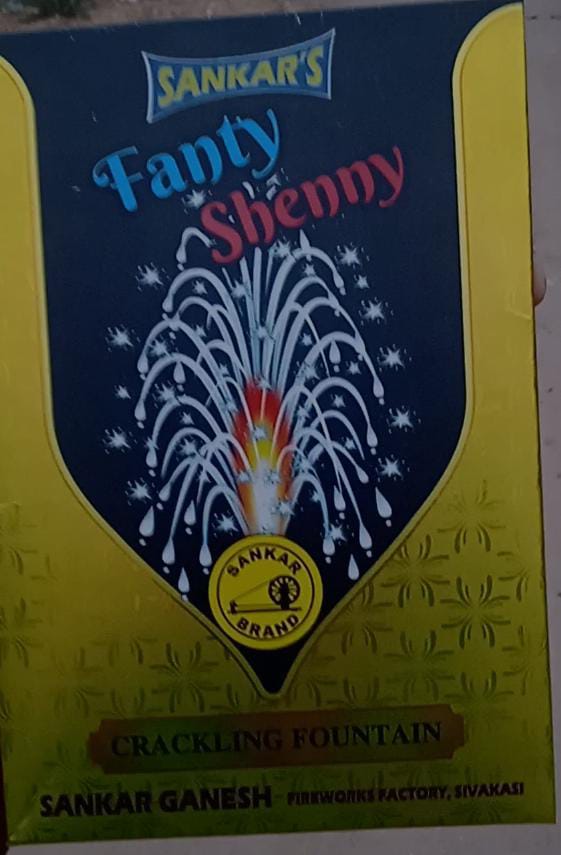 SANKAR'S
Fanty
Shenny
SANKAR
BRAND
CRACKLING FOUNTAIN
SANKAR GANESH FIREWORKS FACTORY, SIVAKASI